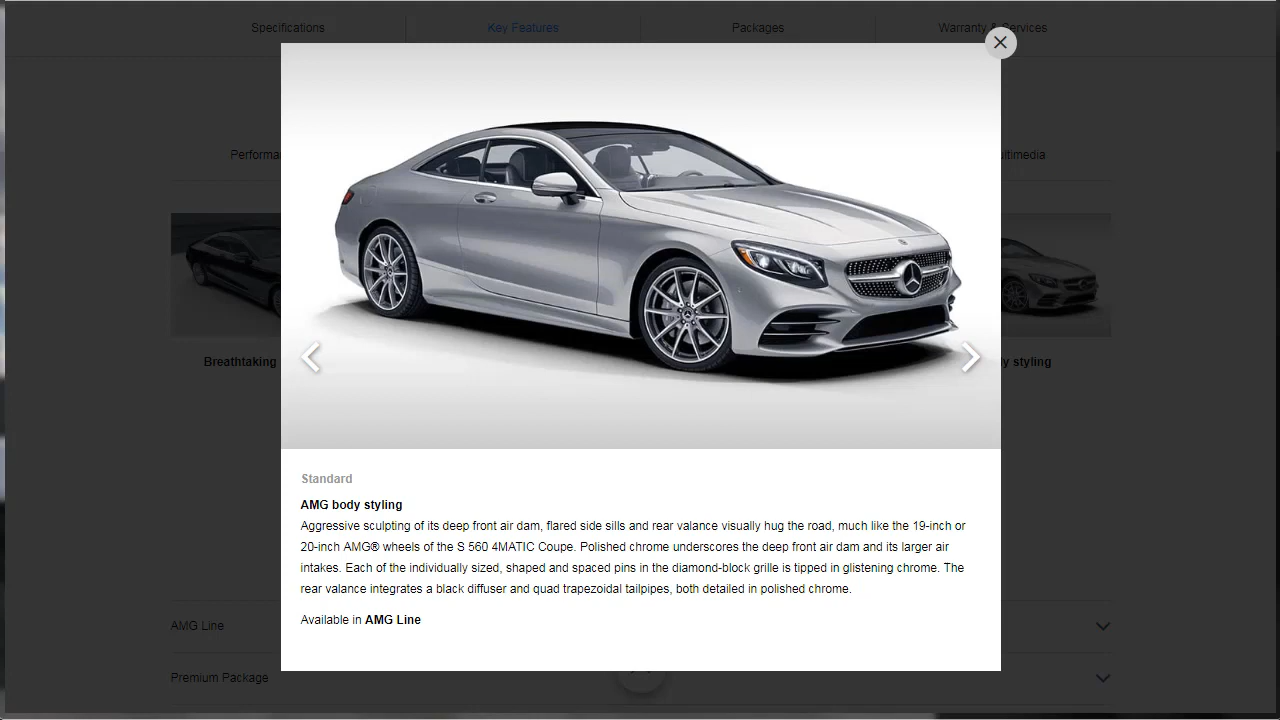 Specifications
Key Features
Packages
Warranty & Services
Performa
ultimedia
Breathtaking
y styling
Standard
AMG body styling
Aggressive sculpting of its deep front air dam, flared side sills and rear valance visually hug the road, much like the 19-inch or
20-inch AMG® wheels of the S 560 4MATIC Coupe. Polished chrome underscores the deep front air dam and its larger air
intakes. Each of the individually sized, shaped and spaced pins in the diamond-block grille is tipped in glistening chrome. The
rear valance integrates a black diffuser and quad trapezoidal tailpipes, both detailed in polished chrome.
Available in AMG Line
AMG Line
Premium Package